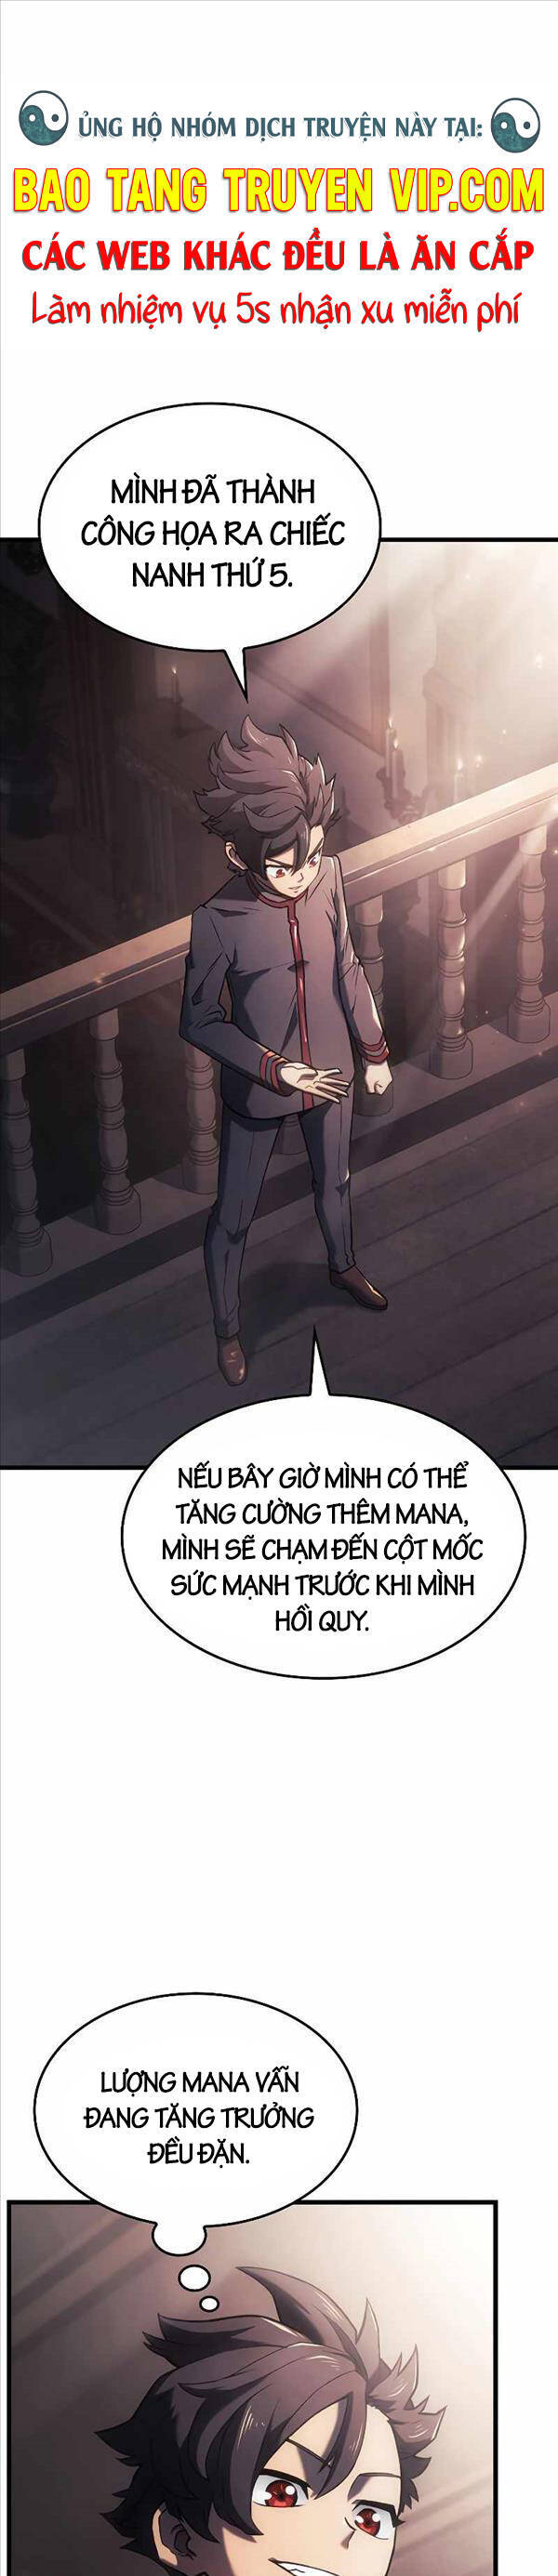 ỦNG HỘ NHÓM DỊCH TRUYỆN NÀY TẠI:
BAO TANG TRUYEN VIP.COM
CÁC WEB KHÁC ĐỀU LÀ ĂN CẮP
Làm nhiệm vụ 5s nhận xu miễn phí
MÌNH ĐÃ THÀNH
CÔNG HỌA RA CHIẾC
NANH THỨ 5.
NẾU BÂY GIỜ MÌNH CÓ THỂ
TĂNG CƯỜNG THÊM MANA,
MÌNH SẼ CHẠM ĐẾN CỘT MỐC
SỨC MẠNH TRƯỚC KHI MÌNH
HỒI QUY.
LƯỢNG MANA VẪN
ĐANG TĂNG TRƯỞNG
ĐỀU ĐẶN.